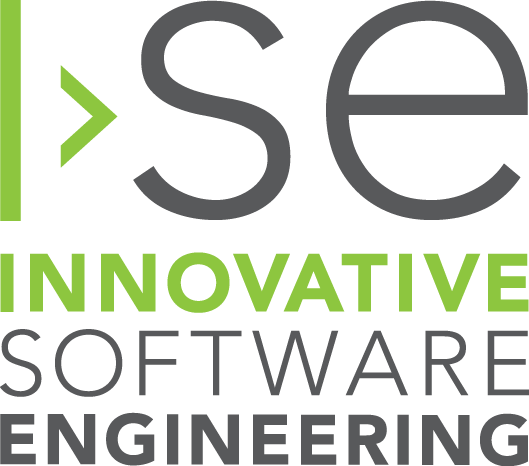 I>se
INNOVATIVE
SOFTWARE
ENGINEERING